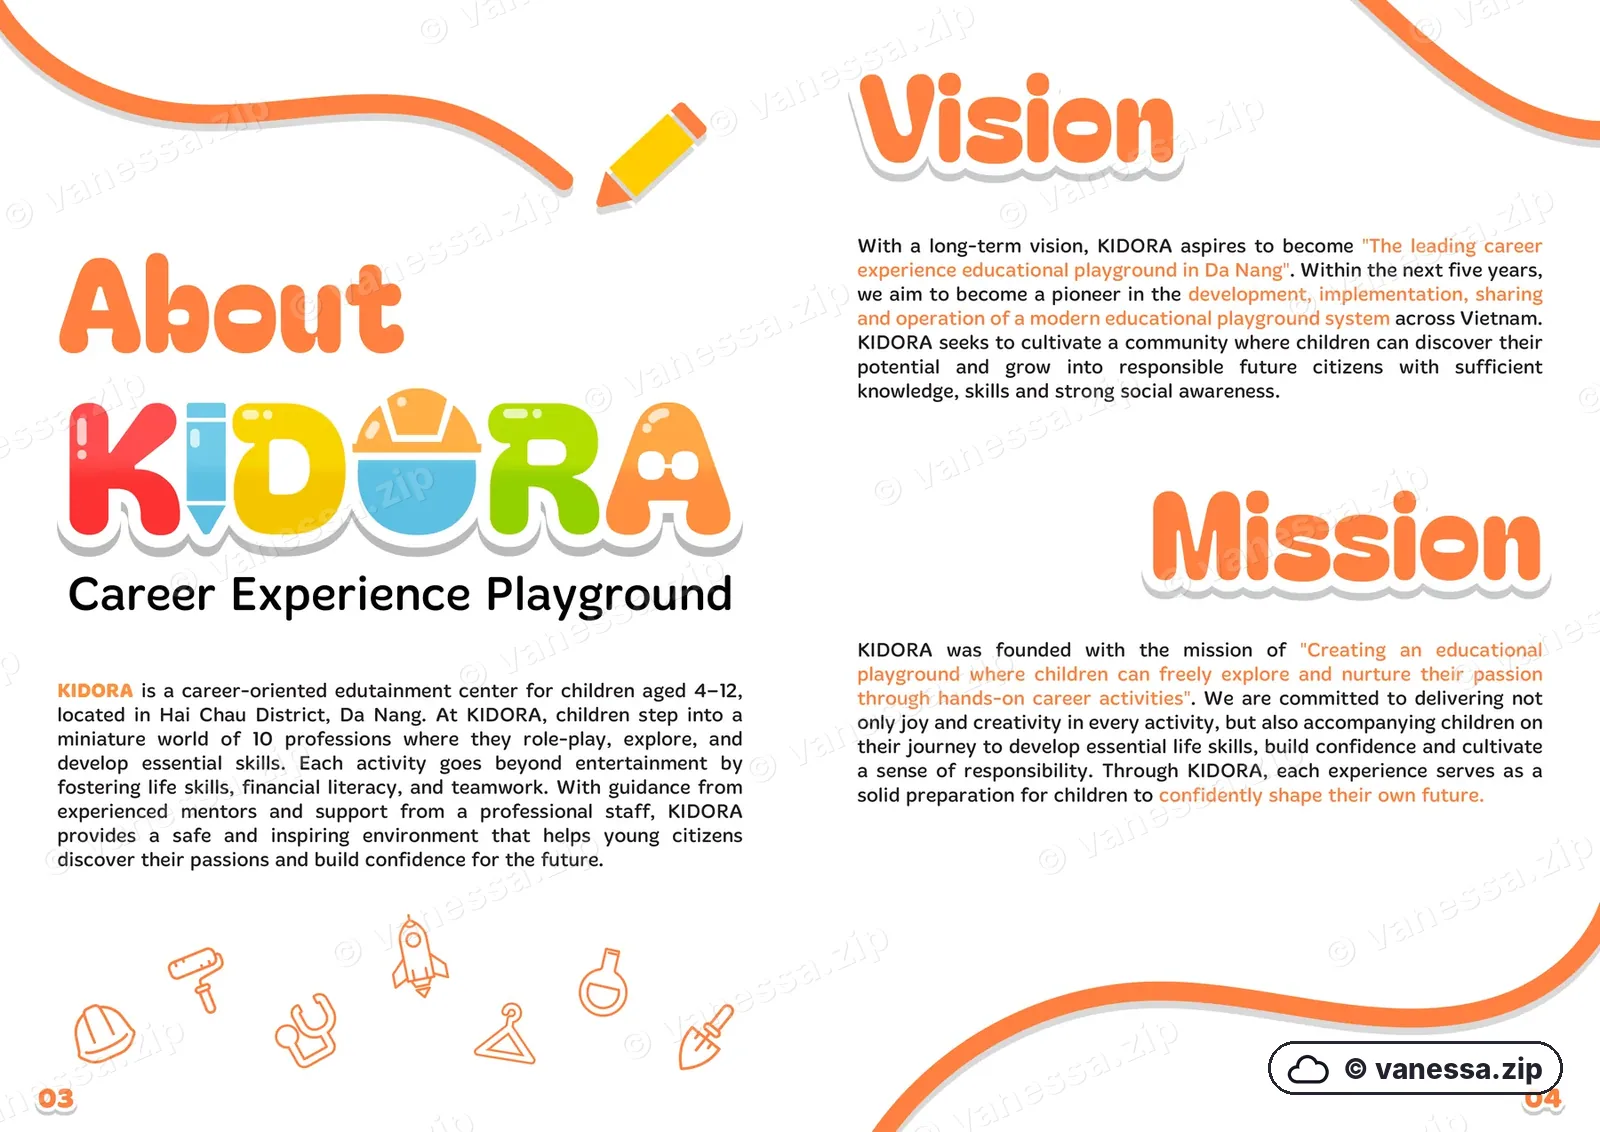 About
KIDORA
Career Experience Playground
KIDORA is a career-oriented edutainment center for children aged 4–12,
located in Hai Chau District, Da Nang. At KIDORA, children step into a
miniature world of 10 professions where they role-play, explore, and
develop essential skills. Each activity goes beyond entertainment by
fostering life skills, financial literacy, and teamwork. With guidance from
experienced mentors and support from a professional staff, KIDORA
provides a safe and inspiring environment that helps young citizens
discover their passions and build confidence for the future.
03
Vision
With a long-term vision, KIDORA aspires to become "The leading career
experience educational playground in Da Nang". Within the next five years,
we aim to become a pioneer in the development, implementation, sharing
and operation of a modern educational playground system across Vietnam.
KIDORA seeks to cultivate a community where children can discover their
potential and grow into responsible future citizens with sufficient
knowledge, skills and strong social awareness.
Mission
KIDORA was founded with the mission of "Creating an educational
playground where children can freely explore and nurture their passion
through hands-on career activities". We are committed to delivering not
only joy and creativity in every activity, but also accompanying children on
their journey to develop essential life skills, build confidence and cultivate
a sense of responsibility. Through KIDORA, each experience serves as a
solid preparation for children to confidently shape their own future.
© vanessa.zip
04